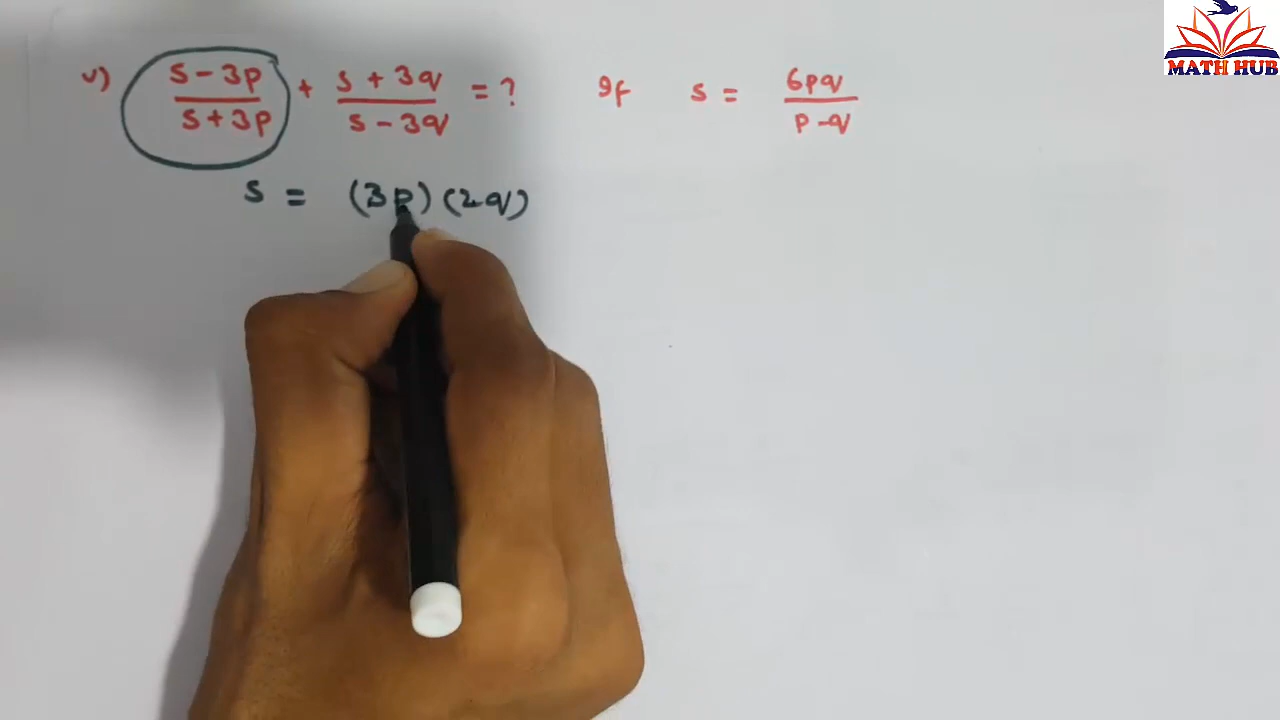 MATH HUB
v) (s - 3p)/(s + 3p) + (s + 3q)/(s - 3q) = ? If s = 6pq/(p - q)
s = (3p)(2q)